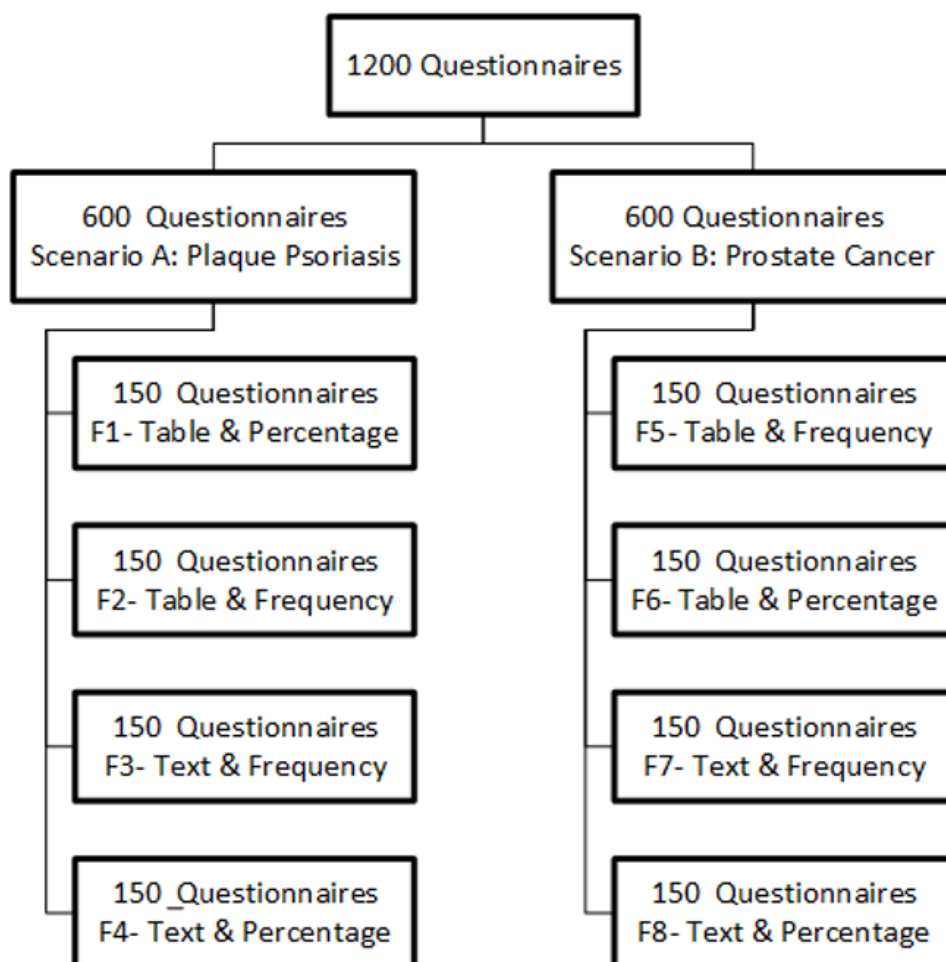 1200 Questionnaires
600 Questionnaires
Scenario A: Plaque Psoriasis
150 Questionnaires
F1- Table & Percentage
150 Questionnaires
F2- Table & Frequency
150 Questionnaires
F3- Text & Frequency
150 _Questionnaires
F4- Text & Percentage
600 Questionnaires
Scenario B: Prostate Cancer
150 Questionnaires
F5- Table & Frequency
150 Questionnaires
F6- Table & Percentage
150 Questionnaires
F7- Text & Frequency
150 Questionnaires
F8- Text & Percentage